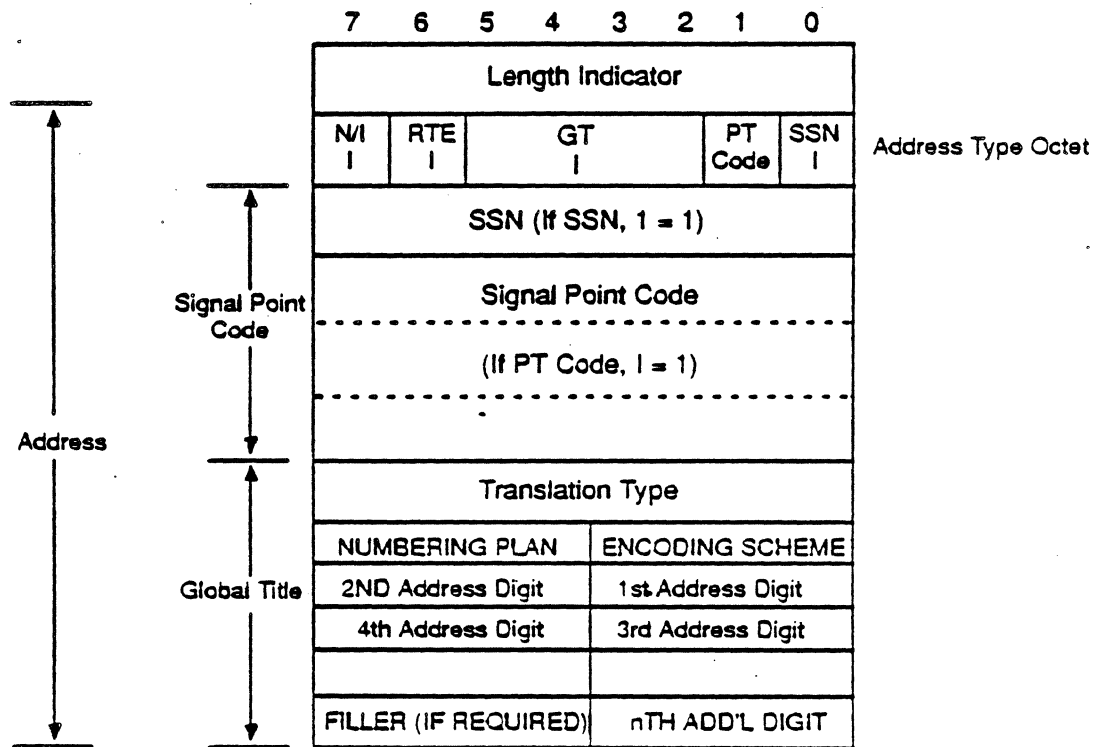 7 6 5 4 3 2 1 0
Length Indicator
N/I RTE GT PT SSN
I I I Code I
Address Type Octet
SSN (If SSN, 1 = 1)
Signal Point Code
Signal Point
Code
(If PT Code, I = 1)
Address
Translation Type
NUMBERING PLAN ENCODING SCHEME
Global Title
2ND Address Digit 1st Address Digit
4th Address Digit 3rd Address Digit
FILLER (IF REQUIRED) nTH ADD'L DIGIT